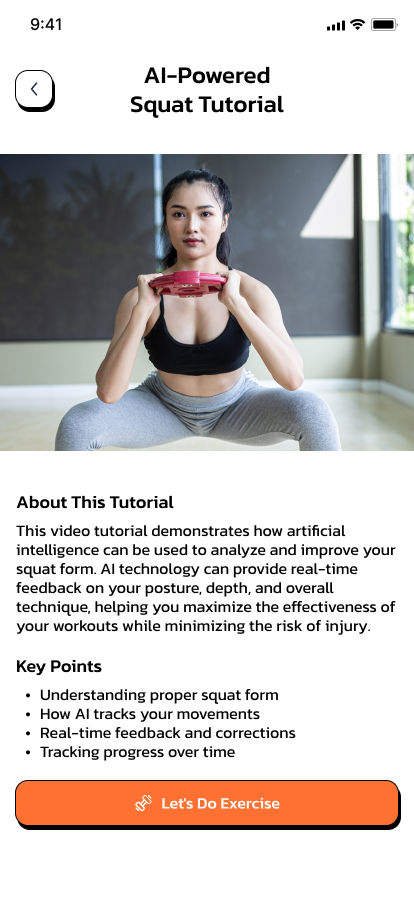 9:41
AI-Powered
Squat Tutorial
About This Tutorial
This video tutorial demonstrates how artificial
intelligence can be used to analyze and improve your
squat form. AI technology can provide real-time
feedback on your posture, depth, and overall
technique, helping you maximize the effectiveness of
your workouts while minimizing the risk of injury.
Key Points
• Understanding proper squat form
• How AI tracks your movements
• Real-time feedback and corrections
• Tracking progress over time
Let's Do Exercise